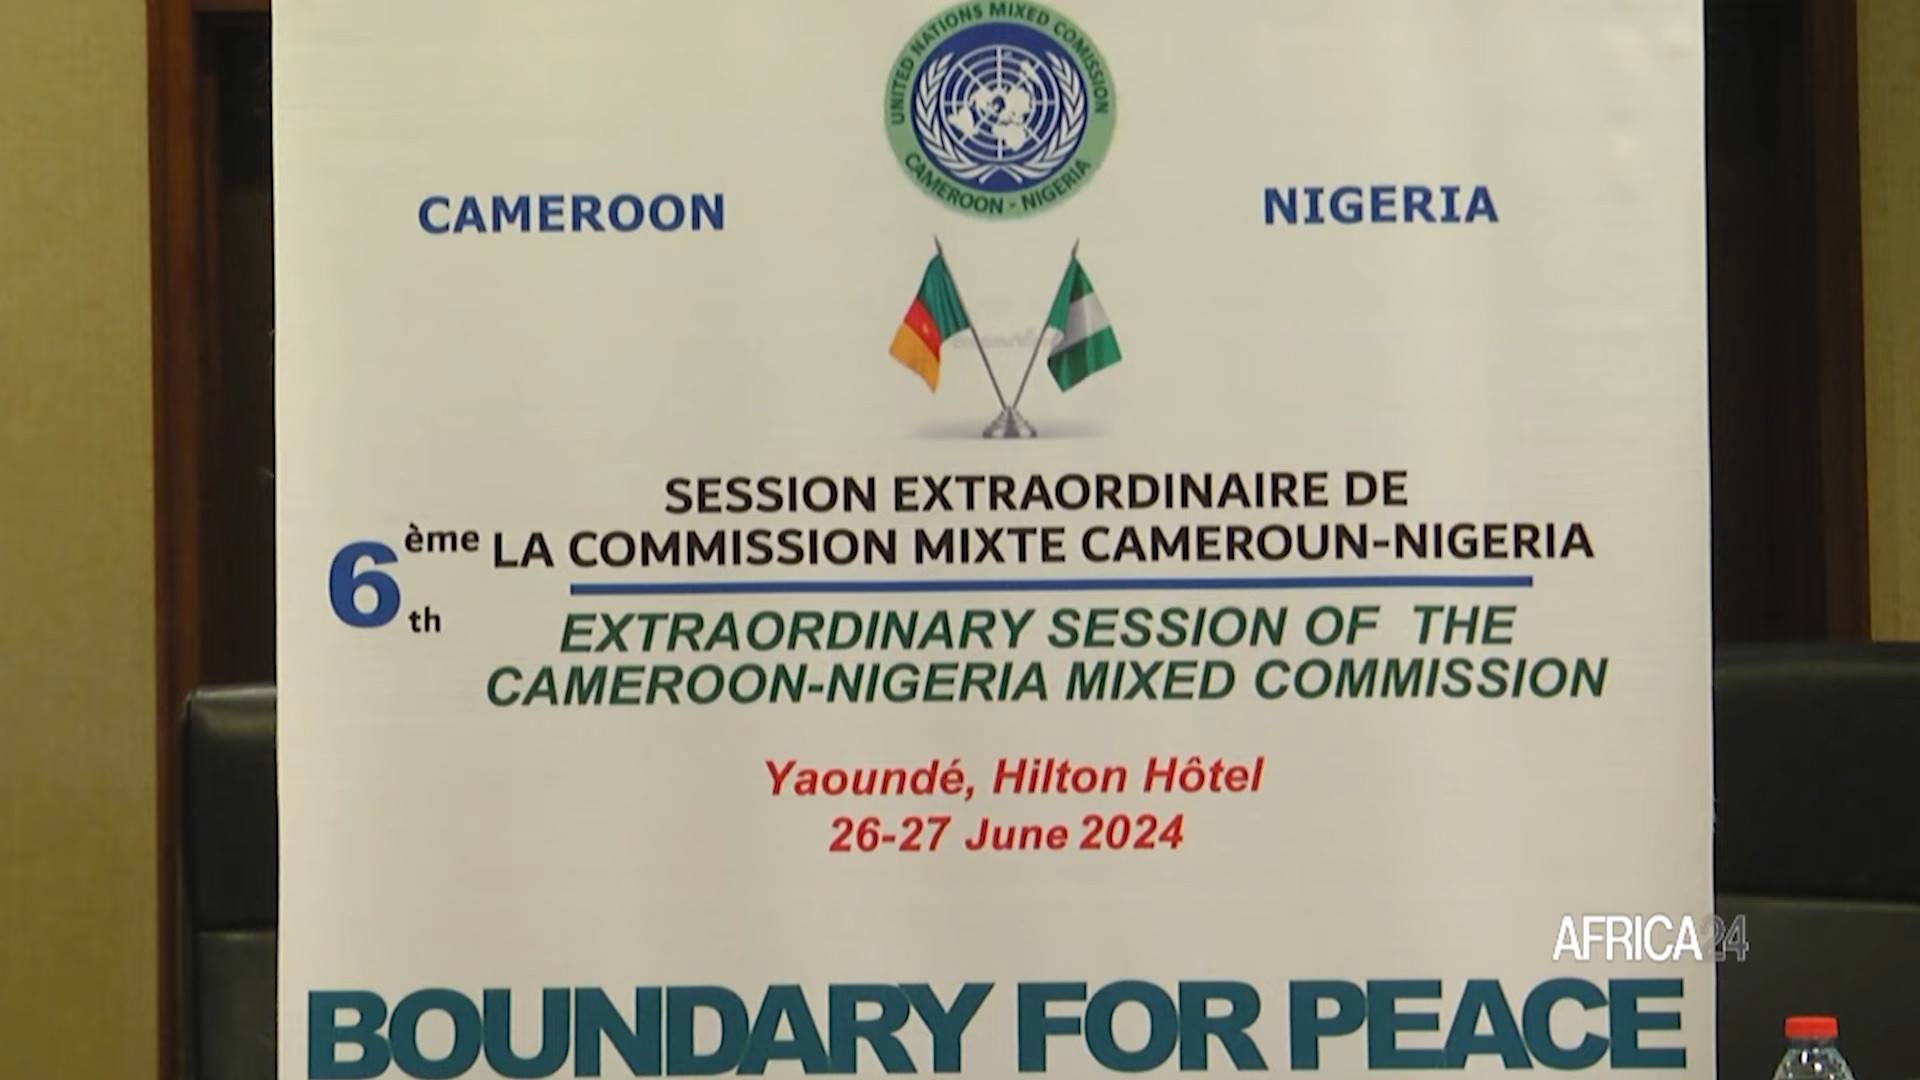 UNITED NATIONS MIXED COMISSION
CAMEROON - NIGERIA
CAMEROON
NIGERIA
SESSION EXTRAORDINAIRE DE
6ème th LA COMMISSION MIXTE CAMEROUN-NIGERIA
EXTRAORDINARY SESSION OF THE
CAMEROON-NIGERIA MIXED COMMISSION
Yaoundé, Hilton Hôtel
26-27 June 2024
AFRICA24
BOUNDARY FOR PEACE